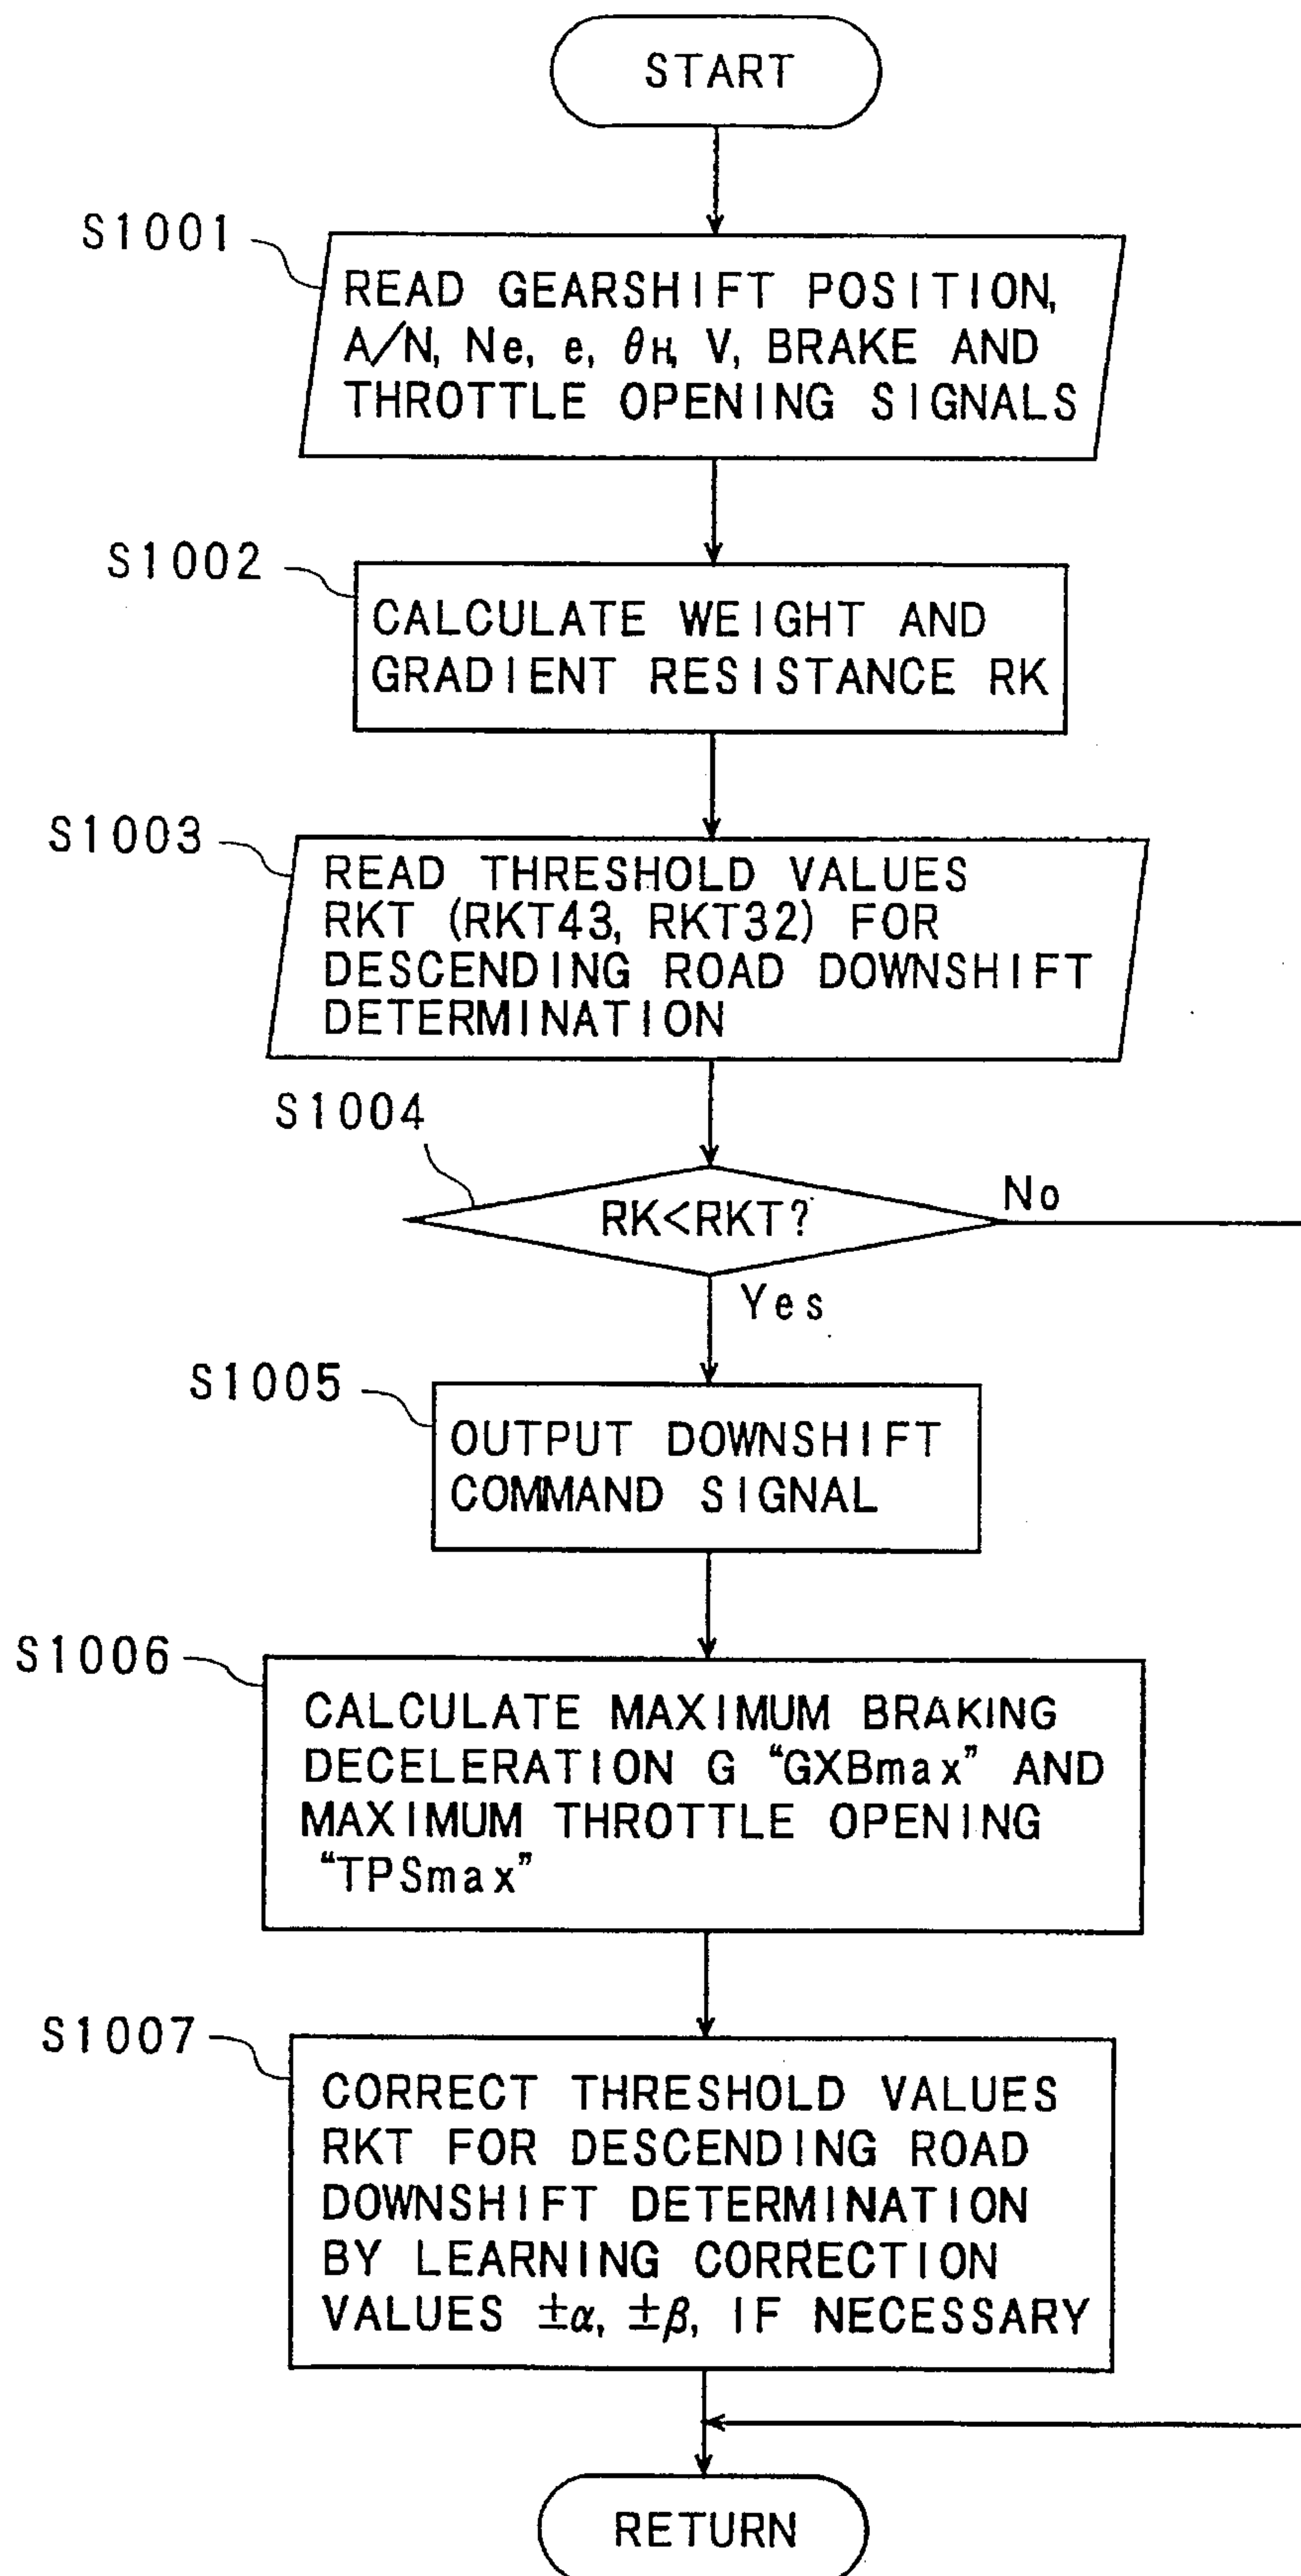 START
S1001
READ GEARSHIFT POSITION,
A/N, Ne, e, θH, V, BRAKE AND
THROTTLE OPENING SIGNALS
S1002
CALCULATE WEIGHT AND
GRADIENT RESISTANCE RK
S1003
READ THRESHOLD VALUES
RKT (RKT43, RKT32) FOR
DESCENDING ROAD DOWNSHIFT
DETERMINATION
S1004
RK<RKT?
No
Yes
S1005
OUTPUT DOWNSHIFT
COMMAND SIGNAL
S1006
CALCULATE MAXIMUM BRAKING
DECELERATION G “GXBmax” AND
MAXIMUM THROTTLE OPENING
“TPSmax”
S1007
CORRECT THRESHOLD VALUES
RKT FOR DESCENDING ROAD
DOWNSHIFT DETERMINATION
BY LEARNING CORRECTION
VALUES ±α, ±β, IF NECESSARY
RETURN